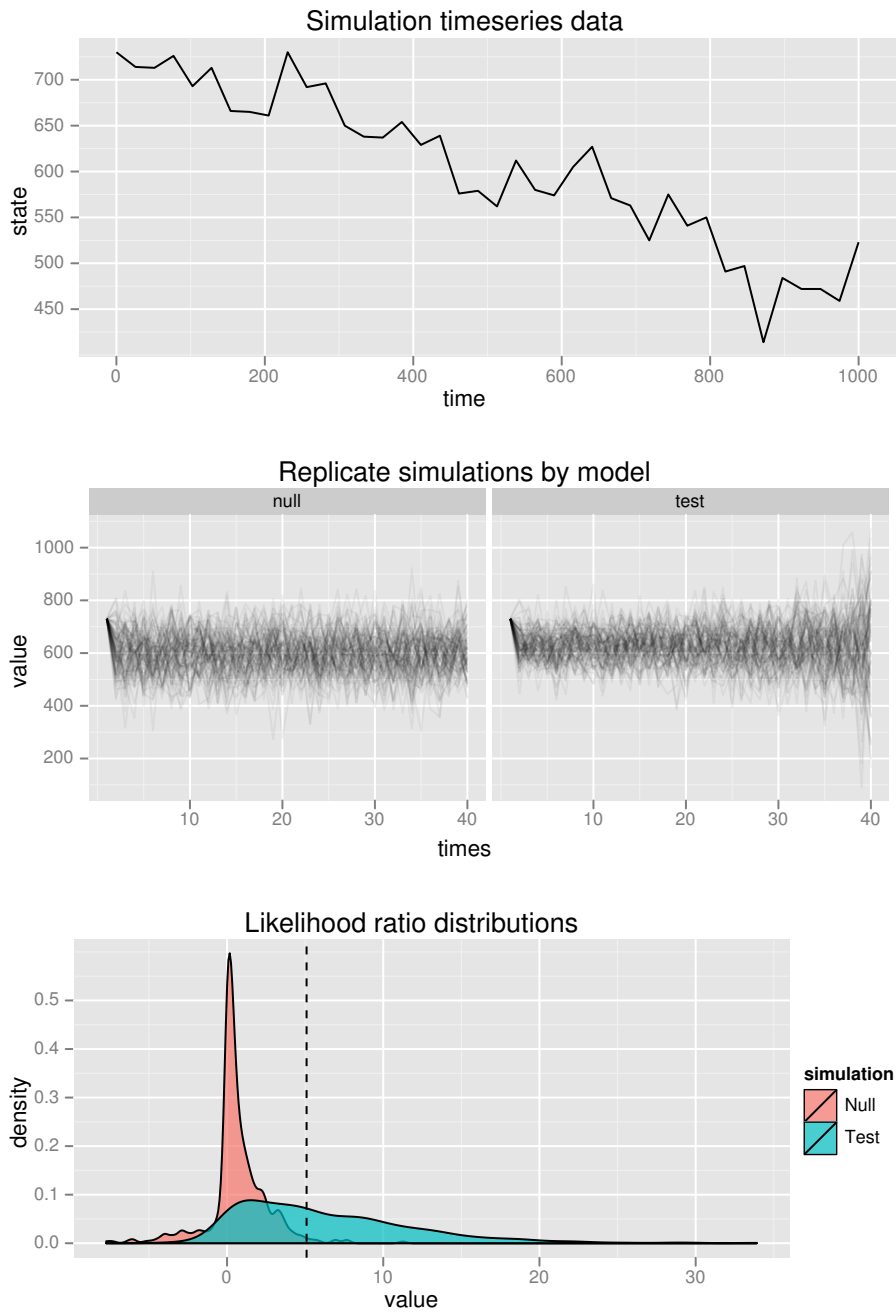 Simulation timeseries data
700
650
600
550
500
450
state
0 200 400 600 800 1000
time
Replicate simulations by model
null test
1000
800
600
400
200
value
10 20 30 40 10 20 30 40
times
Likelihood ratio distributions
0.5
0.4
0.3
0.2
0.1
0.0
density
0 10 20 30
value
simulation
Null
Test